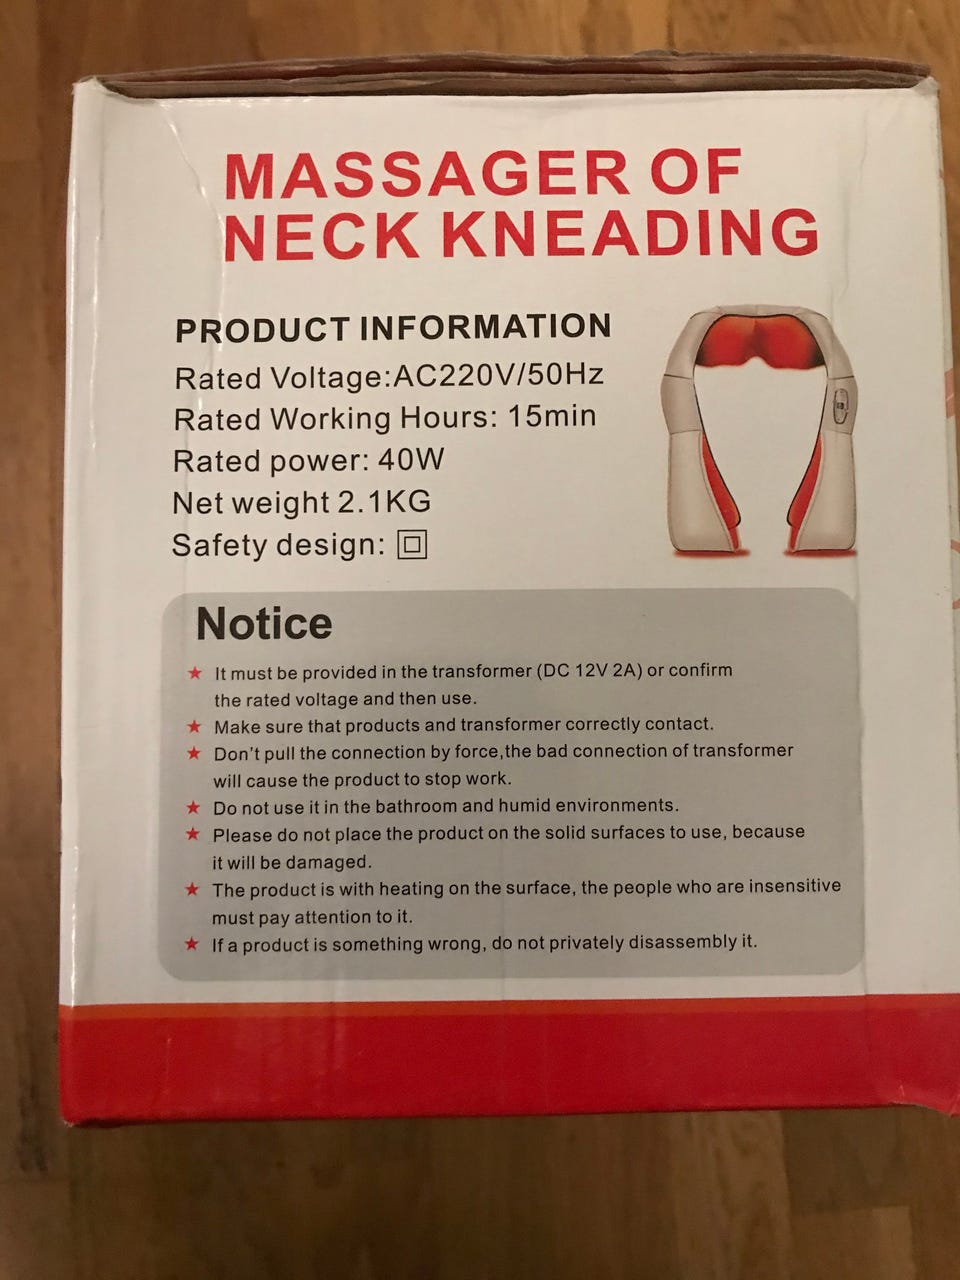 MASSAGER OF
NECK KNEADING
PRODUCT INFORMATION
Rated Voltage:AC220V/50Hz
Rated Working Hours: 15min
Rated power: 40W
Net weight 2.1KG
Safety design:
Notice
★ It must be provided in the transformer (DC 12V 2A) or confirm
the rated voltage and then use.
★ Make sure that products and transformer correctly contact.
★ Don't pull the connection by force,the bad connection of transformer
will cause the product to stop work.
★ Do not use it in the bathroom and humid environments.
★ Please do not place the product on the solid surfaces to use, because
it will be damaged.
★ The product is with heating on the surface, the people who are insensitive
must pay attention to it.
★ If a product is something wrong, do not privately disassembly it.